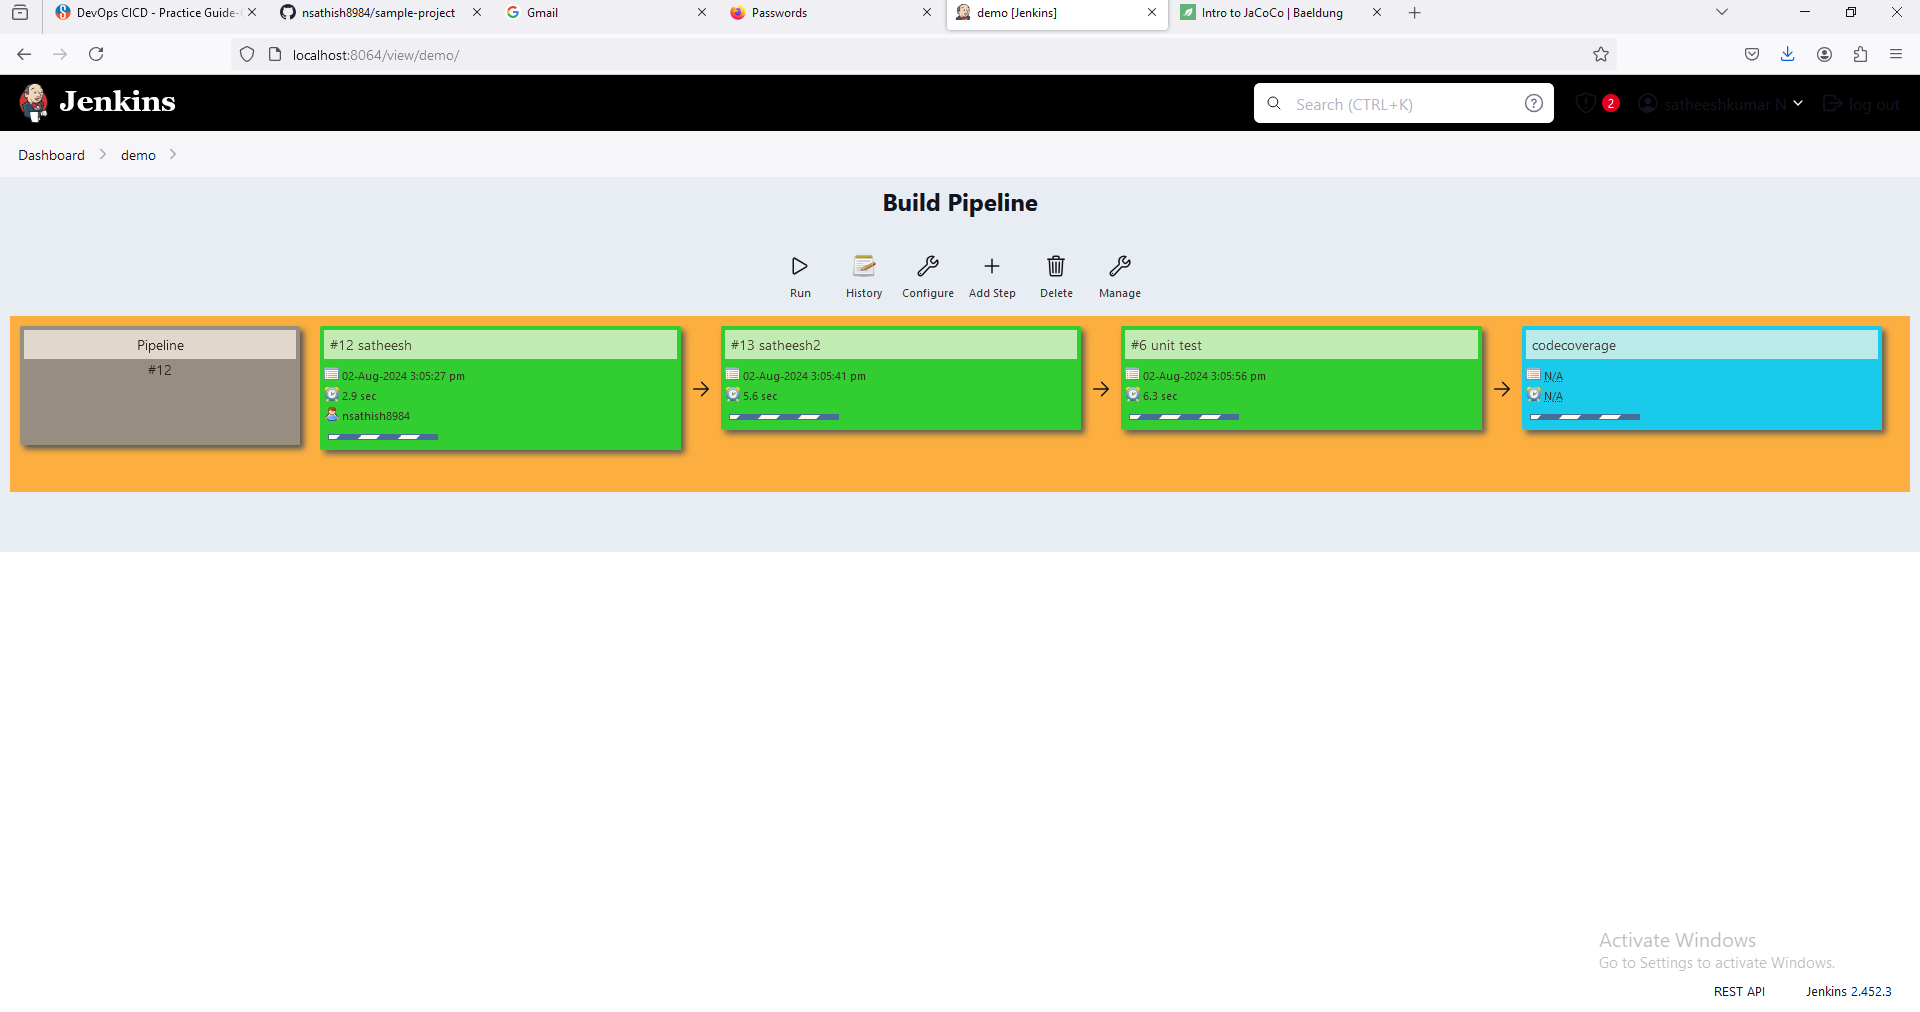 DevOps CICD - Practice Guide-
nsathish8984/sample-project
Gmail
Passwords
demo [Jenkins]
Intro to JaCoCo | Baeldung
localhost:8064/view/demo/
Jenkins
Search (CTRL+K)
2
satheeshkumar N
log out
Dashboard
demo
Build Pipeline
Run
History
Configure
Add Step
Delete
Manage
Pipeline
#12
#12 satheesh
02-Aug-2024 3:05:27 pm
2.9 sec
nsathish8984
#13 satheesh2
02-Aug-2024 3:05:41 pm
5.6 sec
#6 unit test
02-Aug-2024 3:05:56 pm
6.3 sec
codecoverage
N/A
N/A
Activate Windows
Go to Settings to activate Windows.
REST API
Jenkins 2.452.3